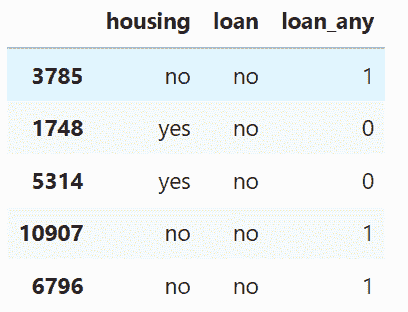 housing loan loan_any
3785 no no 1
1748 yes no 0
5314 yes no 0
10907 no no 1
6796 no no 1